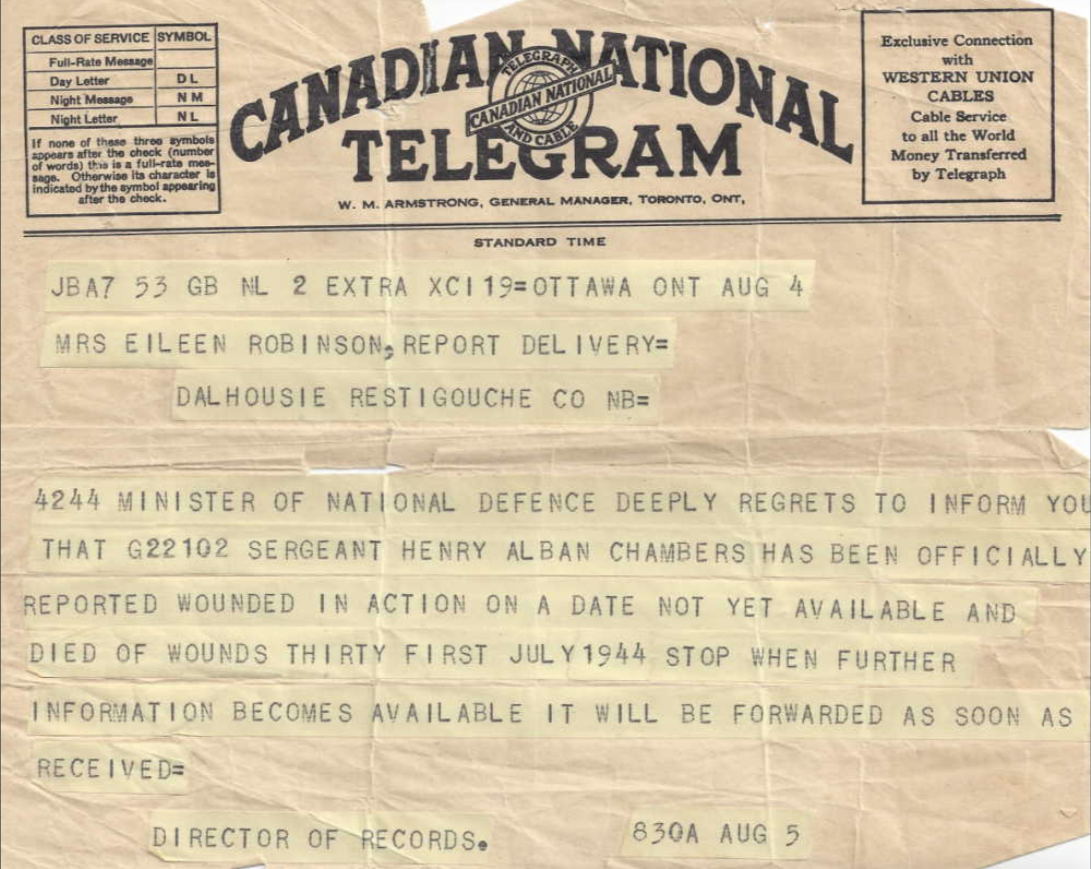 CLASS OF SERVICE SYMBOL
Full-Rate Message
Day Letter D L
Night Message N M
Night Letter N L
If none of these three symbols
appears after the check (number
of words) this is a full-rate mes-
sage. Otherwise its character is
indicated by the symbol appearing
after the check.
CANADIAN NATIONAL
TELEGRAPH
CANADIAN NATIONAL
AND CABLE
TELEGRAM
W. M. ARMSTRONG, GENERAL MANAGER, TORONTO, ONT,
Exclusive Connection
with
WESTERN UNION
CABLES
Cable Service
to all the World
Money Transferred
by Telegraph
STANDARD TIME
JBA7 53 GB NL 2 EXTRA XC119=OTTAWA ONT AUG 4
MRS EILEEN ROBINSON, REPORT DELIVERY=
DALHOUSIE RESTIGOUCHE CO NB=
4244 MINISTER OF NATIONAL DEFENCE DEEPLY REGRETS TO INFORM YOU
THAT G22102 SERGEANT HENRY ALBAN CHAMBERS HAS BEEN OFFICIALLY
REPORTED WOUNDED IN ACTION ON A DATE NOT YET AVAILABLE AND
DIED OF WOUNDS THIRTY FIRST JULY 1944 STOP WHEN FURTHER
INFORMATION BECOMES AVAILABLE IT WILL BE FORWARDED AS SOON AS
RECEIVED=
DIRECTOR OF RECORDS. 830A AUG 5